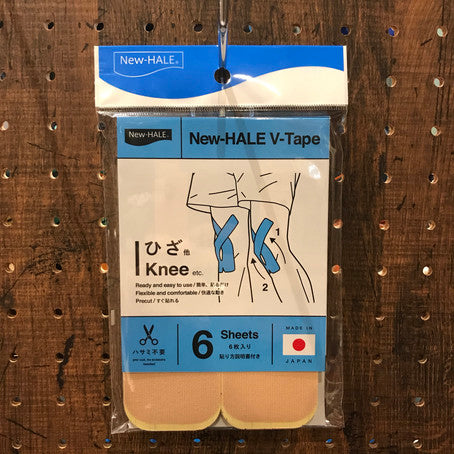 New-HALE®
New-HALE.
New-HALE V-Tape
ひざ 他
Knee etc.
1
2
Ready and easy to use / 簡単、貼るだけ
Flexible and comfortable / 快適な動き
Precut / すぐ貼れる
ハサミ不要
6 Sheets
6枚入り
貼り方説明書付き
MADE IN
JAPAN